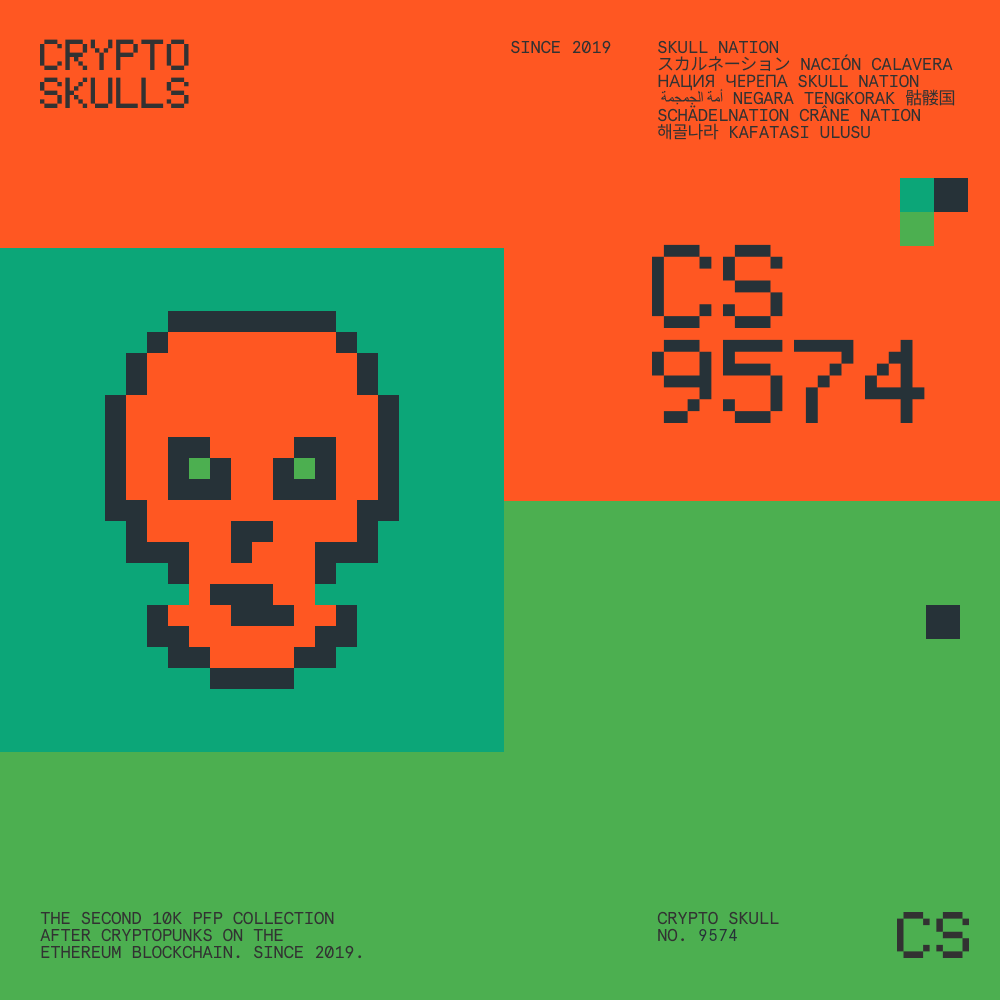 CRYPTO
SKULLS
SINCE 2019
SKULL NATION
スカルネーション NACIÓN CALAVERA
НАЦИЯ ЧЕРЕПА SKULL NATION
أمة الجمجمة NEGARA TENGKORAK 骷髅国
SCHÄDELNATION CRÂNE NATION
해골나라 KAFATASI ULUSU
CS
9574
THE SECOND 10K PFP COLLECTION
AFTER CRYPTOPUNKS ON THE
ETHEREUM BLOCKCHAIN. SINCE 2019.
CRYPTO SKULL
NO. 9574
CS